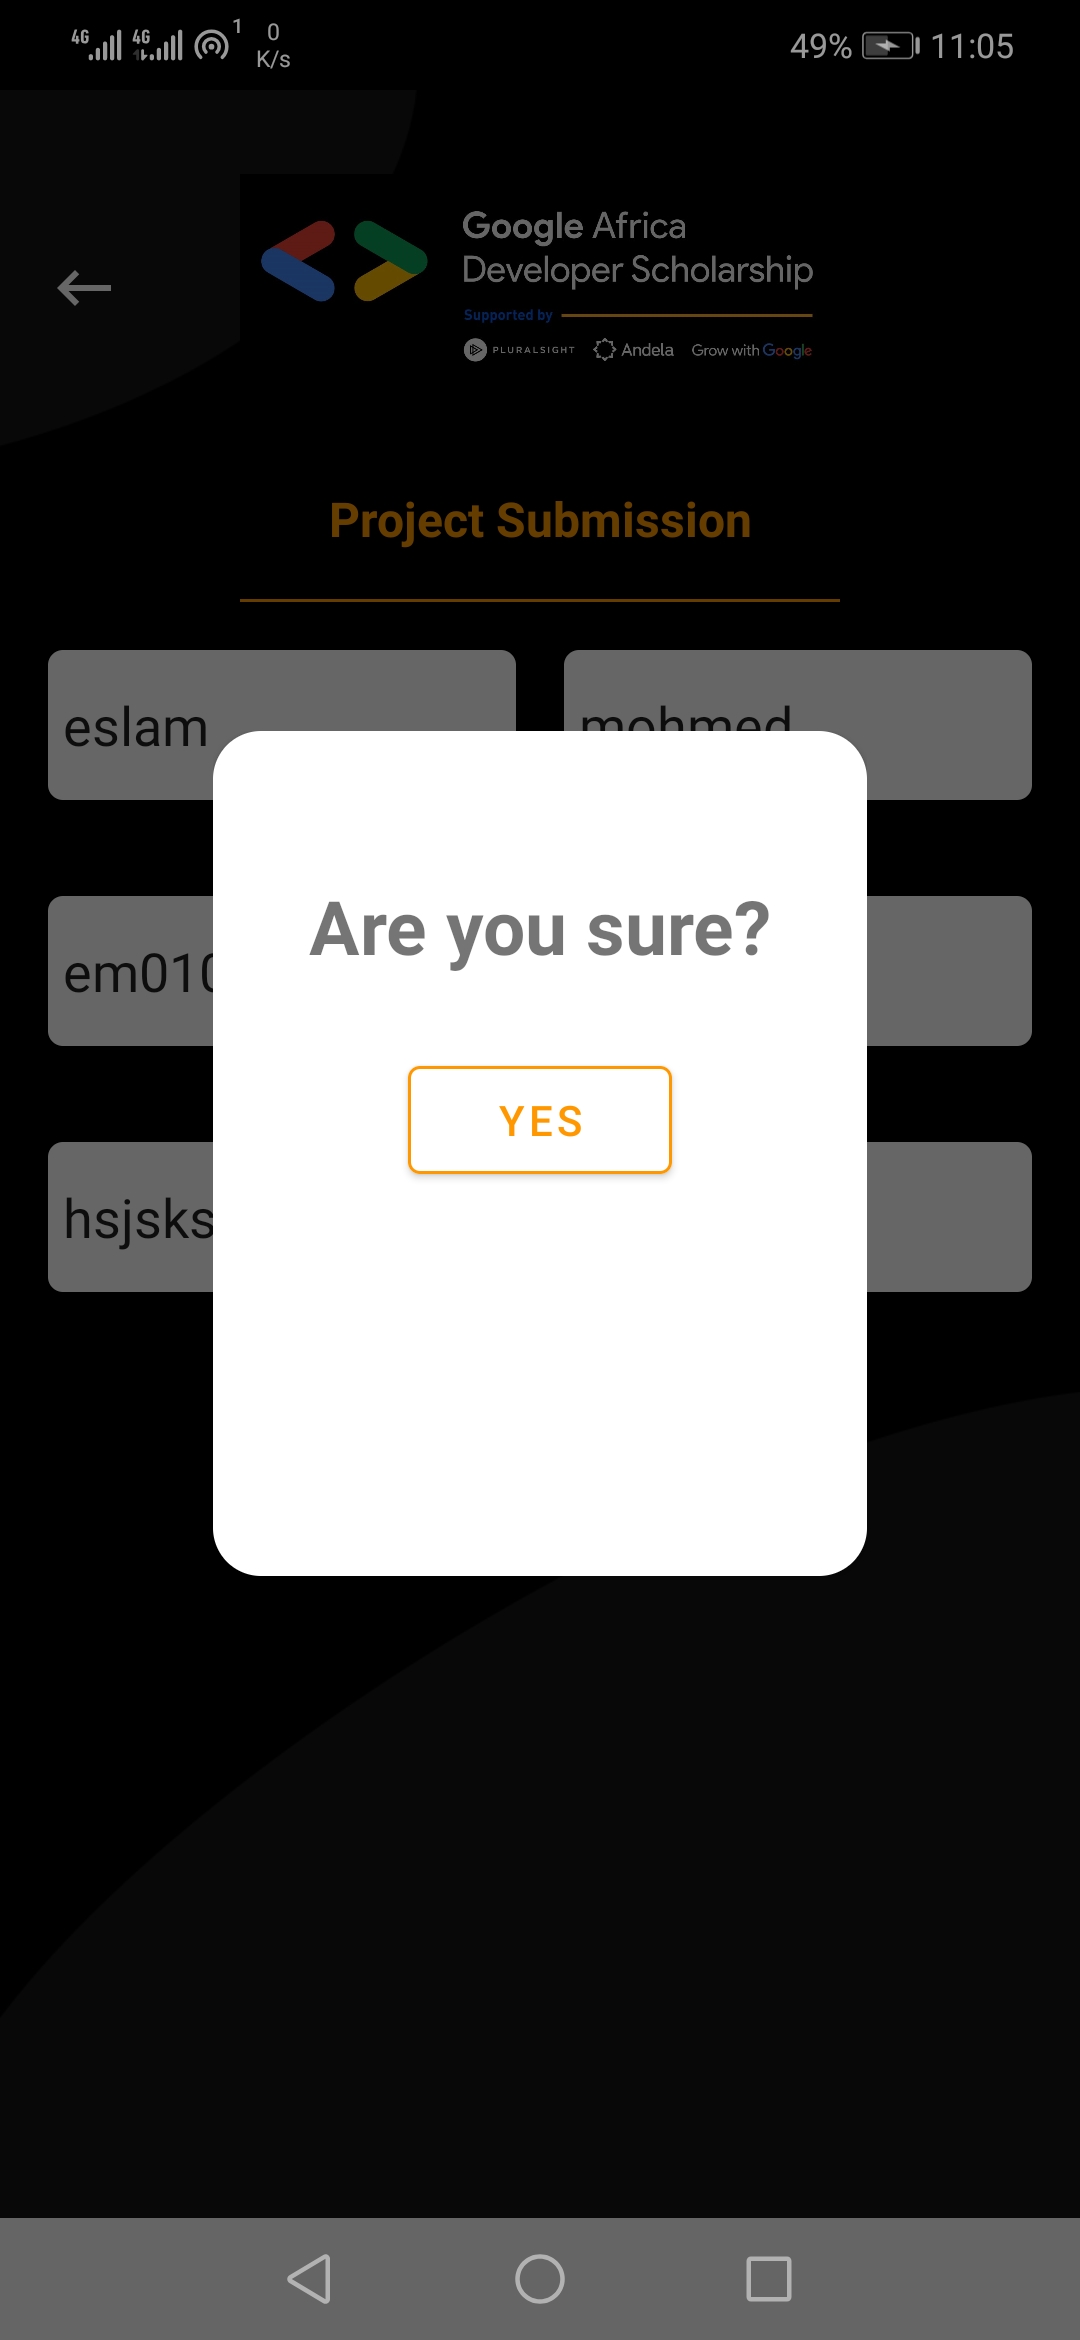 4G 4G 1 0 K/s 49% 11:05
Google Africa
Developer Scholarship
Supported by
PLURALSIGHT Andela Grow with Google
Project Submission
eslam mohmed
em010
hsjsks
Are you sure?
YES